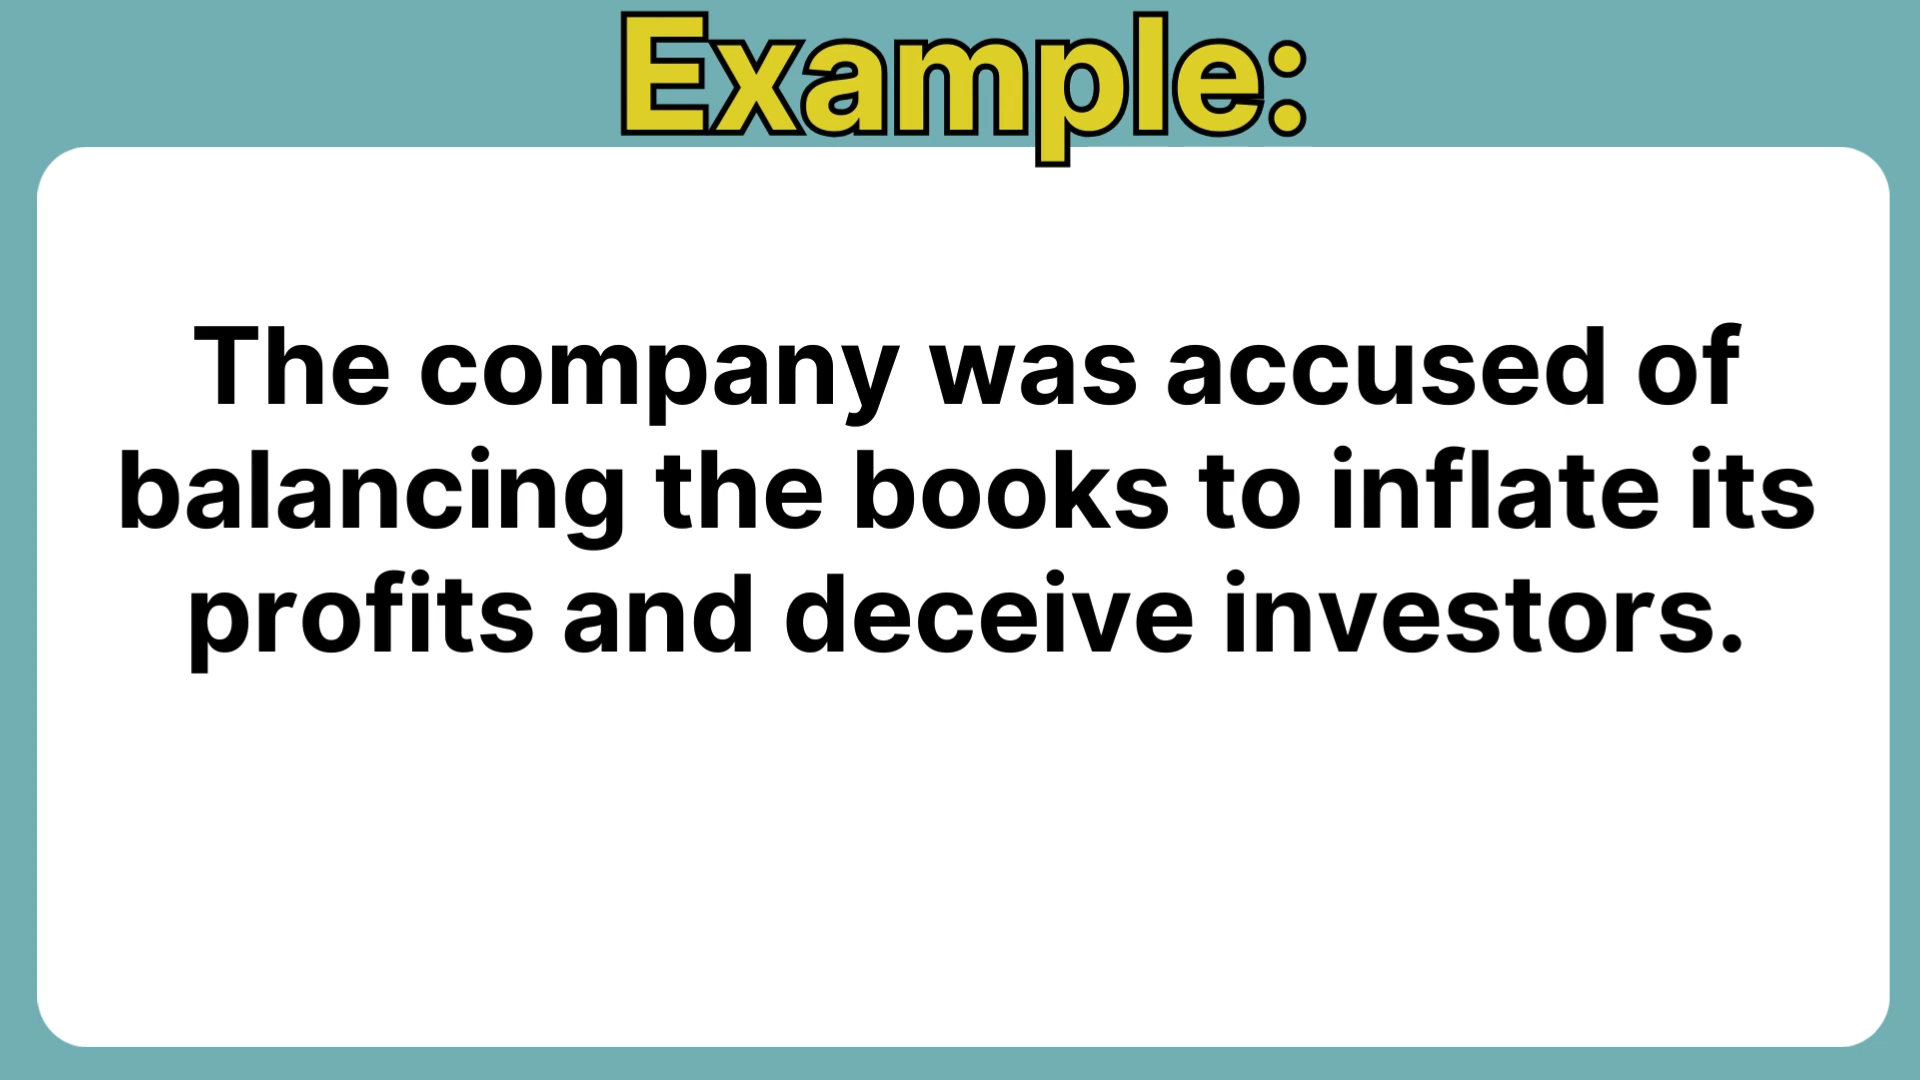 Example:
The company was accused of
balancing the books to inflate its
profits and deceive investors.